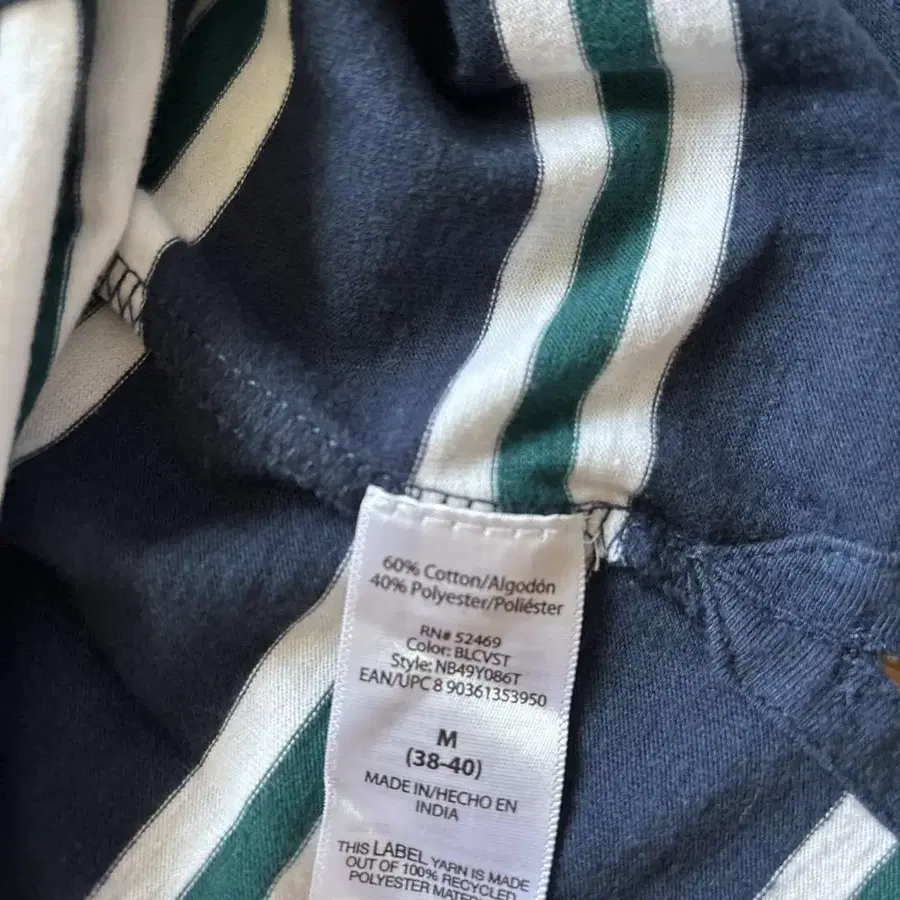 60% Cotton/Algodón
40% Polyester/Poliéster
RN# 52469
Color: BLCVST
Style: NB49Y086T
EAN/UPC 8 90361353950
M
(38-40)
MADE IN/HECHO EN
INDIA
THIS LABEL YARN IS MADE
OUT OF 100% RECYCLED
POLYESTER